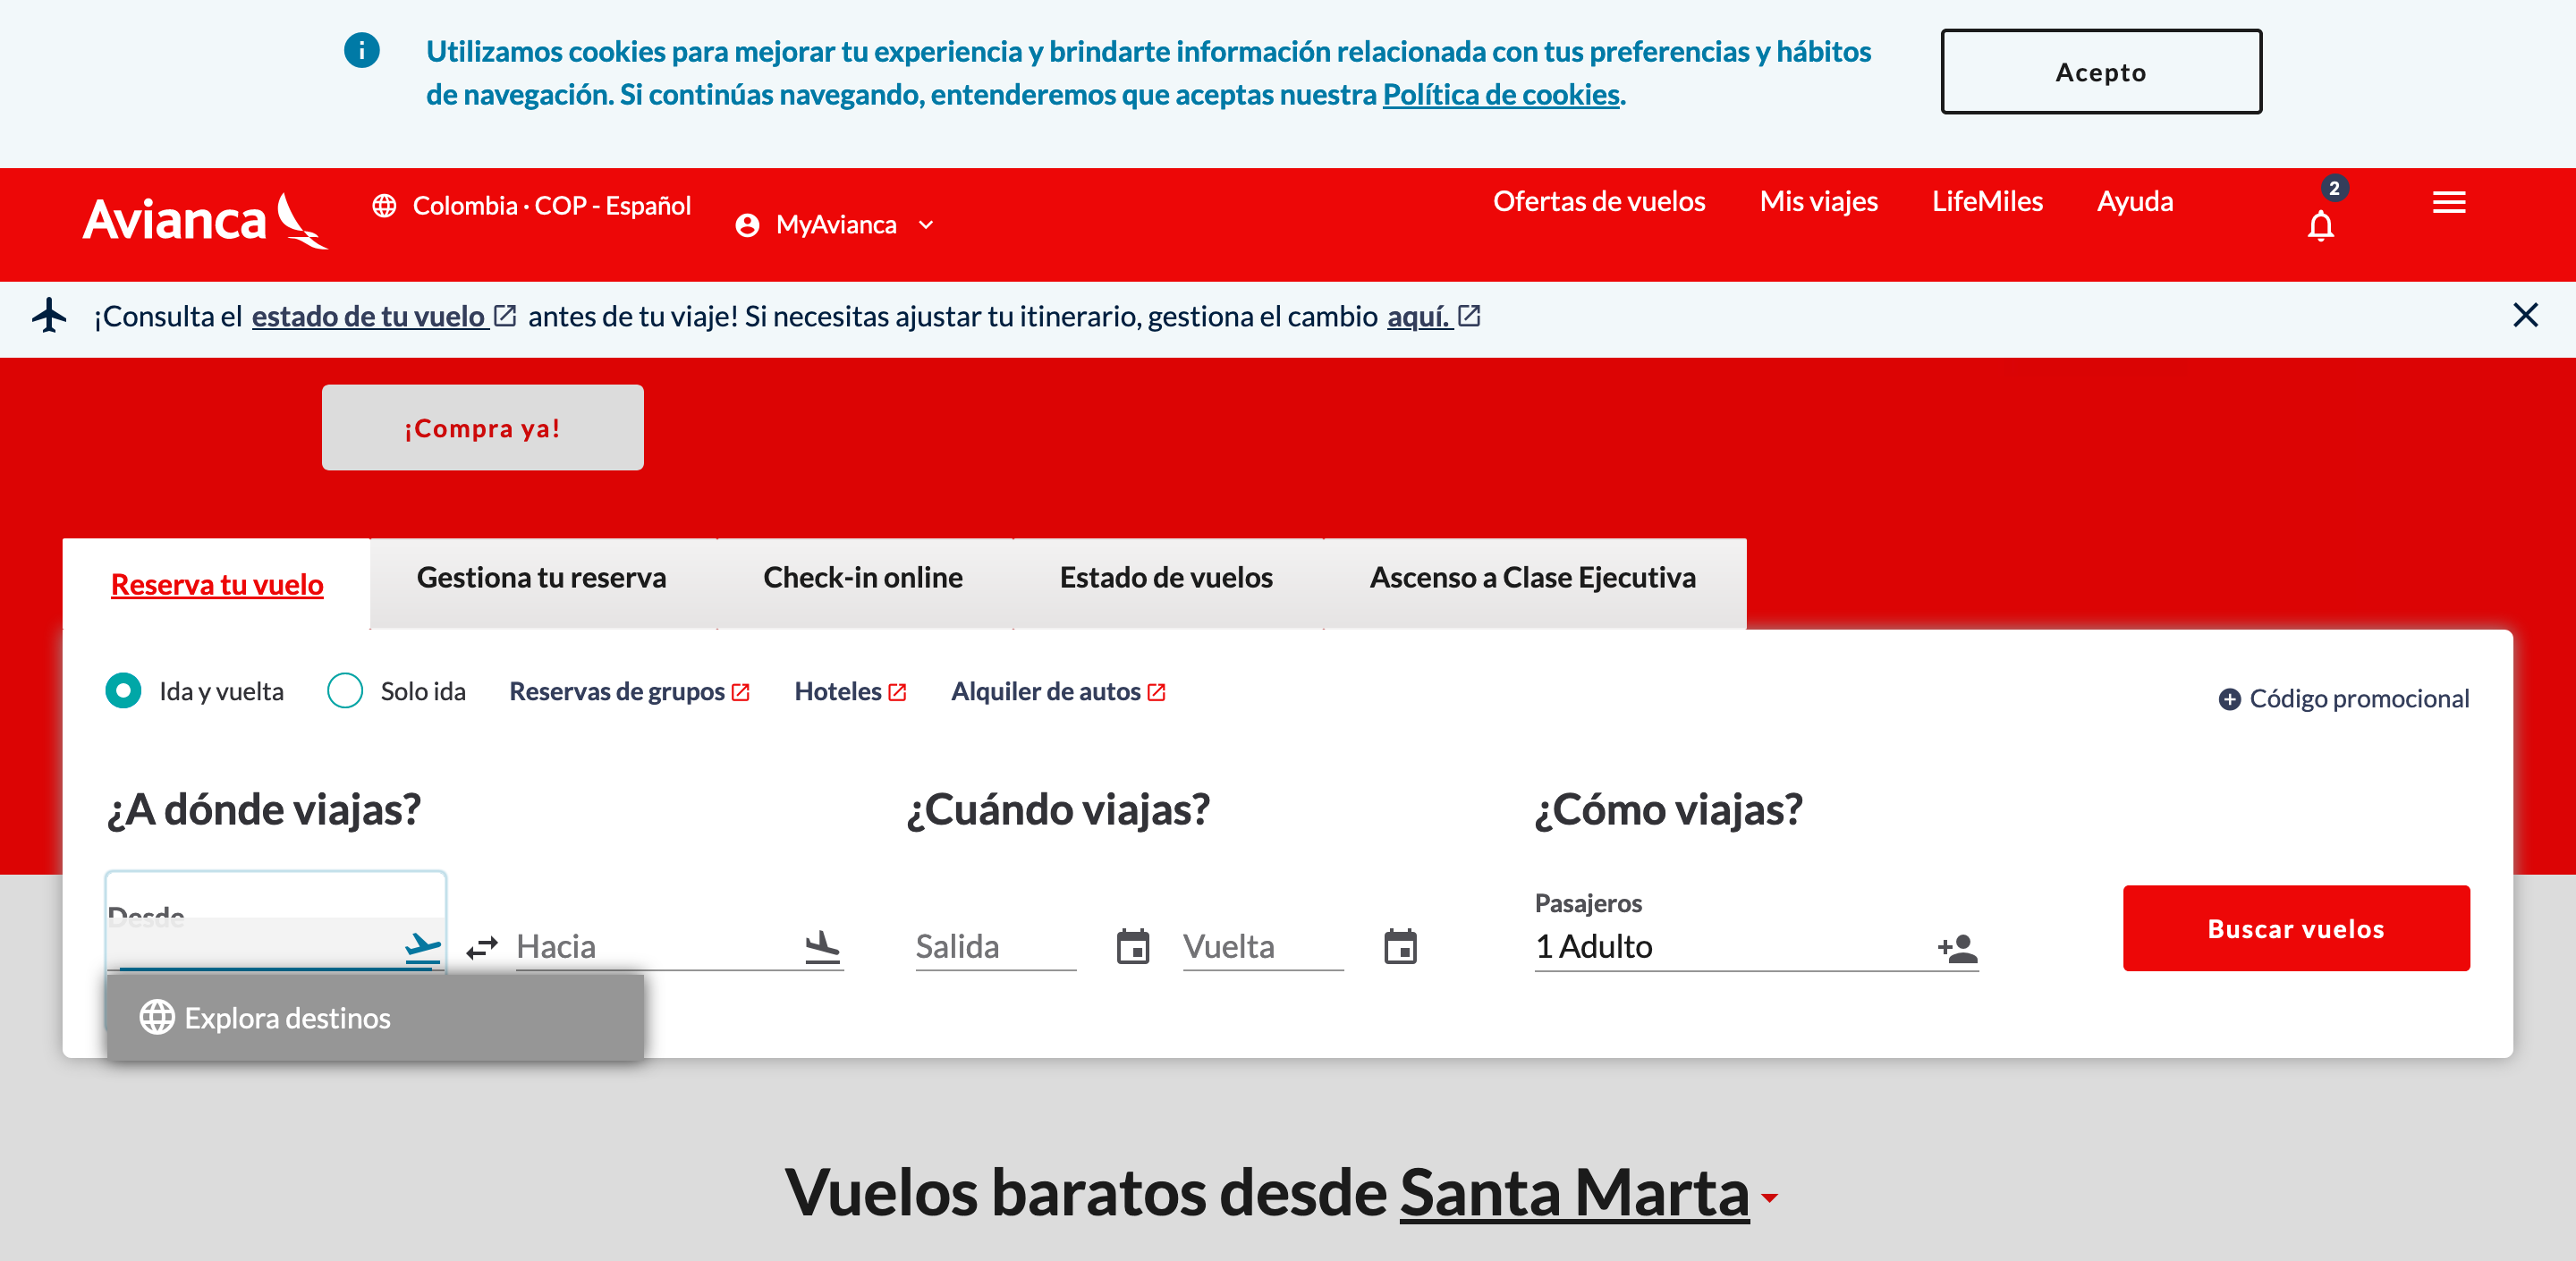 Utilizamos cookies para mejorar tu experiencia y brindarte información relacionada con tus preferencias y hábitos
de navegación. Si continúas navegando, entenderemos que aceptas nuestra Política de cookies.
Acepto
Avianca
Colombia · COP - Español
MyAvianca
Ofertas de vuelos
Mis viajes
LifeMiles
Ayuda
2
¡Consulta el estado de tu vuelo antes de tu viaje! Si necesitas ajustar tu itinerario, gestiona el cambio aquí.
¡Compra ya!
Reserva tu vuelo
Gestiona tu reserva
Check-in online
Estado de vuelos
Ascenso a Clase Ejecutiva
Ida y vuelta
Solo ida
Reservas de grupos
Hoteles
Alquiler de autos
Código promocional
¿A dónde viajas?
¿Cuándo viajas?
¿Cómo viajas?
Desde
Hacia
Salida
Vuelta
Pasajeros
1 Adulto
Buscar vuelos
Explora destinos
Vuelos baratos desde Santa Marta